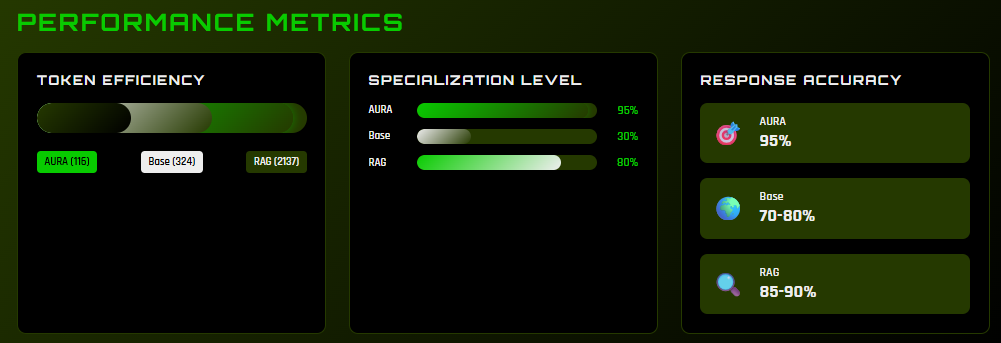 PERFORMANCE METRICS
TOKEN EFFICIENCY
AURA (116)
Base (324)
RAG (2137)
SPECIALIZATION LEVEL
AURA 95%
Base 30%
RAG 80%
RESPONSE ACCURACY
AURA
95%
Base
70-80%
RAG
85-90%